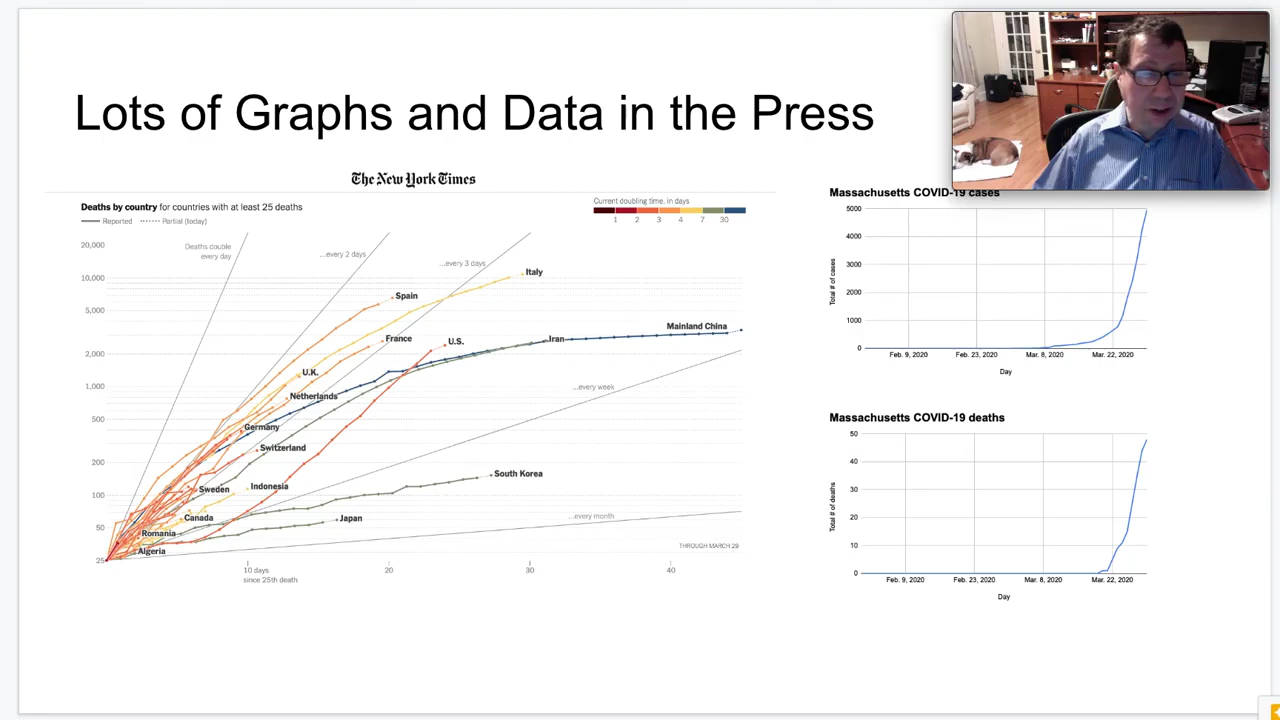 Lots of Graphs and Data in the Press
The New York Times
Deaths by country for countries with at least 25 deaths
Reported Partial (today)
Current doubling time, in days
1 2 3 4 7 30
20,000
10,000
5,000
2,000
1,000
500
200
100
50
25
Deaths double
every day
...every 2 days
...every 3 days
...every week
...every month
Italy
Spain
Mainland China
France
U.S.
Iran
U.K.
Netherlands
Germany
Switzerland
South Korea
Sweden
Indonesia
Canada
Japan
Romania
Algeria
THROUGH MARCH 29
10 days
since 25th death
20
30
40
Massachusetts COVID-19 cases
5000
4000
3000
2000
1000
0
Total # of cases
Feb. 9, 2020 Feb. 23, 2020 Mar. 8, 2020 Mar. 22, 2020
Day
Massachusetts COVID-19 deaths
50
40
30
20
10
0
Total # of deaths
Feb. 9, 2020 Feb. 23, 2020 Mar. 8, 2020 Mar. 22, 2020
Day